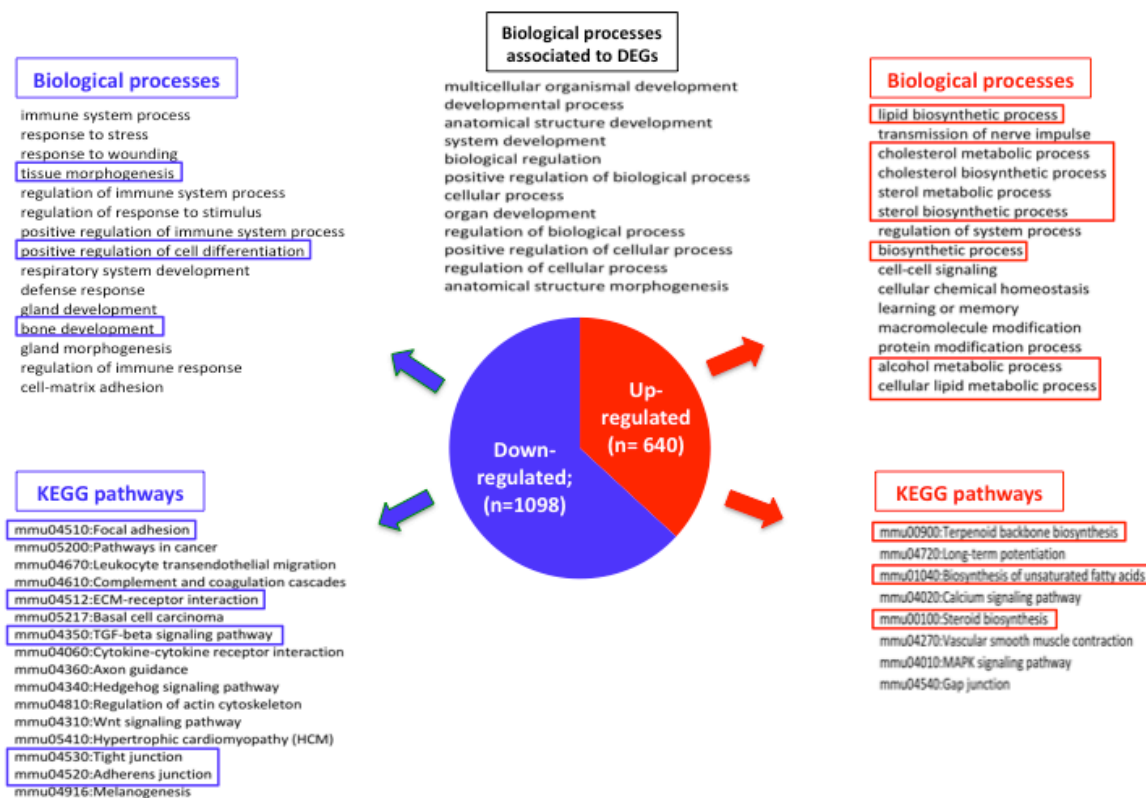 Biological processes
associated to DEGs
multicellular organismal development
developmental process
anatomical structure development
system development
biological regulation
positive regulation of biological process
cellular process
organ development
regulation of biological process
positive regulation of cellular process
regulation of cellular process
anatomical structure morphogenesis
Biological processes
immune system process
response to stress
response to wounding
tissue morphogenesis
regulation of immune system process
regulation of response to stimulus
positive regulation of immune system process
positive regulation of cell differentiation
respiratory system development
defense response
gland development
bone development
gland morphogenesis
regulation of immune response
cell-matrix adhesion
Biological processes
lipid biosynthetic process
transmission of nerve impulse
cholesterol metabolic process
cholesterol biosynthetic process
sterol metabolic process
sterol biosynthetic process
regulation of system process
biosynthetic process
cell-cell signaling
cellular chemical homeostasis
learning or memory
macromolecule modification
protein modification process
alcohol metabolic process
cellular lipid metabolic process
Down-
regulated;
(n=1098)
Up-
regulated
(n= 640)
KEGG pathways
mmu04510:Focal adhesion
mmu05200:Pathways in cancer
mmu04670:Leukocyte transendothelial migration
mmu04610:Complement and coagulation cascades
mmu04512:ECM-receptor interaction
mmu05217:Basal cell carcinoma
mmu04350:TGF-beta signaling pathway
mmu04060:Cytokine-cytokine receptor interaction
mmu04360:Axon guidance
mmu04340:Hedgehog signaling pathway
mmu04810:Regulation of actin cytoskeleton
mmu04310:Wnt signaling pathway
mmu05410:Hypertrophic cardiomyopathy (HCM)
mmu04530:Tight junction
mmu04520:Adherens junction
mmu04916:Melanogenesis
KEGG pathways
mmu00900:Terpenoid backbone biosynthesis
mmu04720:Long-term potentiation
mmu01040:Biosynthesis of unsaturated fatty acids
mmu04020:Calcium signaling pathway
mmu00100:Steroid biosynthesis
mmu04270:Vascular smooth muscle contraction
mmu04010:MAPK signaling pathway
mmu04540:Gap junction